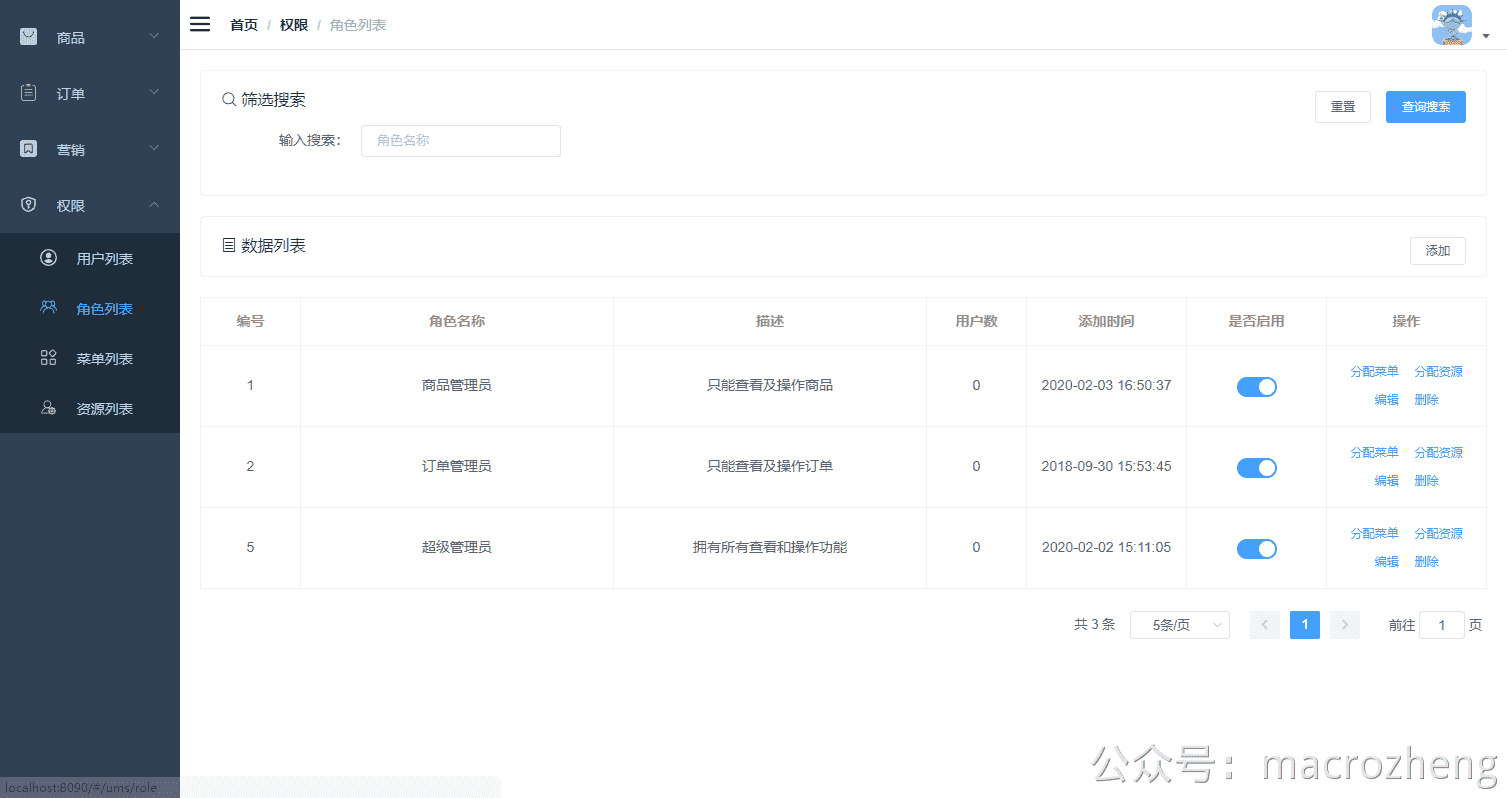 商品
订单
营销
权限
用户列表
角色列表
菜单列表
资源列表
首页 / 权限 / 角色列表
筛选搜索
重置 查询搜索
输入搜索： 角色名称
数据列表
添加
编号 角色名称 描述 用户数 添加时间 是否启用 操作
1 商品管理员 只能查看及操作商品 0 2020-02-03 16:50:37 分配菜单 分配资源
编辑 删除
2 订单管理员 只能查看及操作订单 0 2018-09-30 15:53:45 分配菜单 分配资源
编辑 删除
5 超级管理员 拥有所有查看和操作功能 0 2020-02-02 15:11:05 分配菜单 分配资源
编辑 删除
共 3 条 5条/页 1 前往 1 页
公众号：macrozheng
localhost:8090/#/ums/role